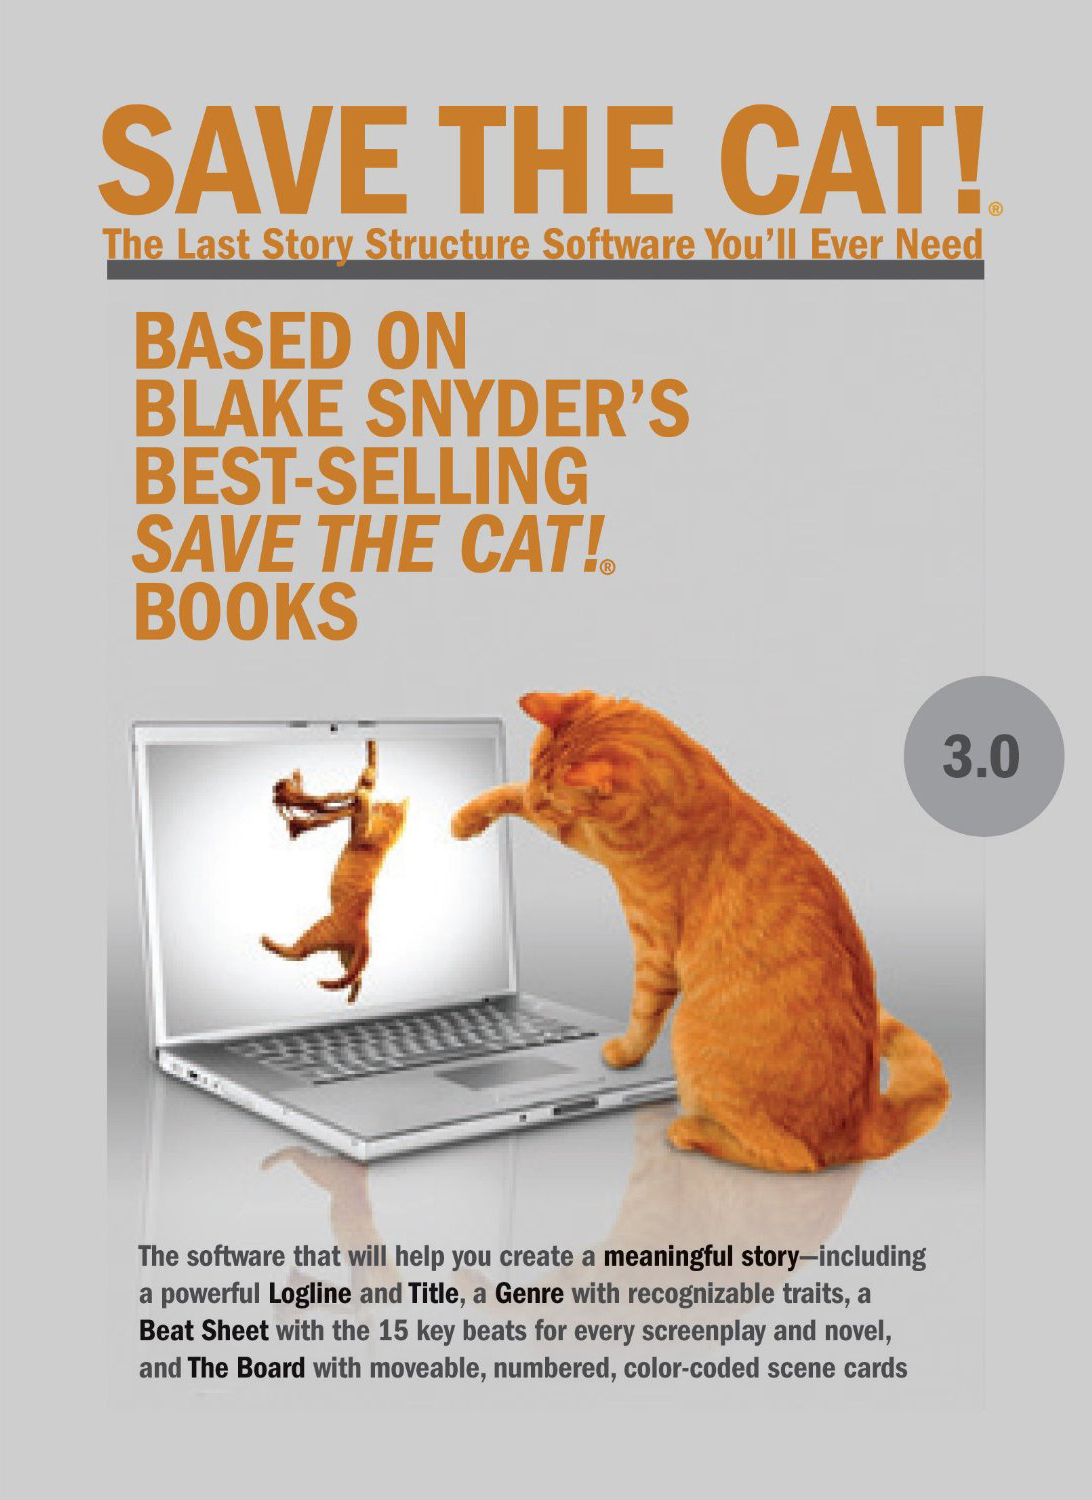 SAVE THE CAT!®
The Last Story Structure Software You’ll Ever Need
BASED ON
BLAKE SNYDER’S
BEST-SELLING
SAVE THE CAT!®
BOOKS
3.0
The software that will help you create a meaningful story—including
a powerful Logline and Title, a Genre with recognizable traits, a
Beat Sheet with the 15 key beats for every screenplay and novel,
and The Board with moveable, numbered, color-coded scene cards